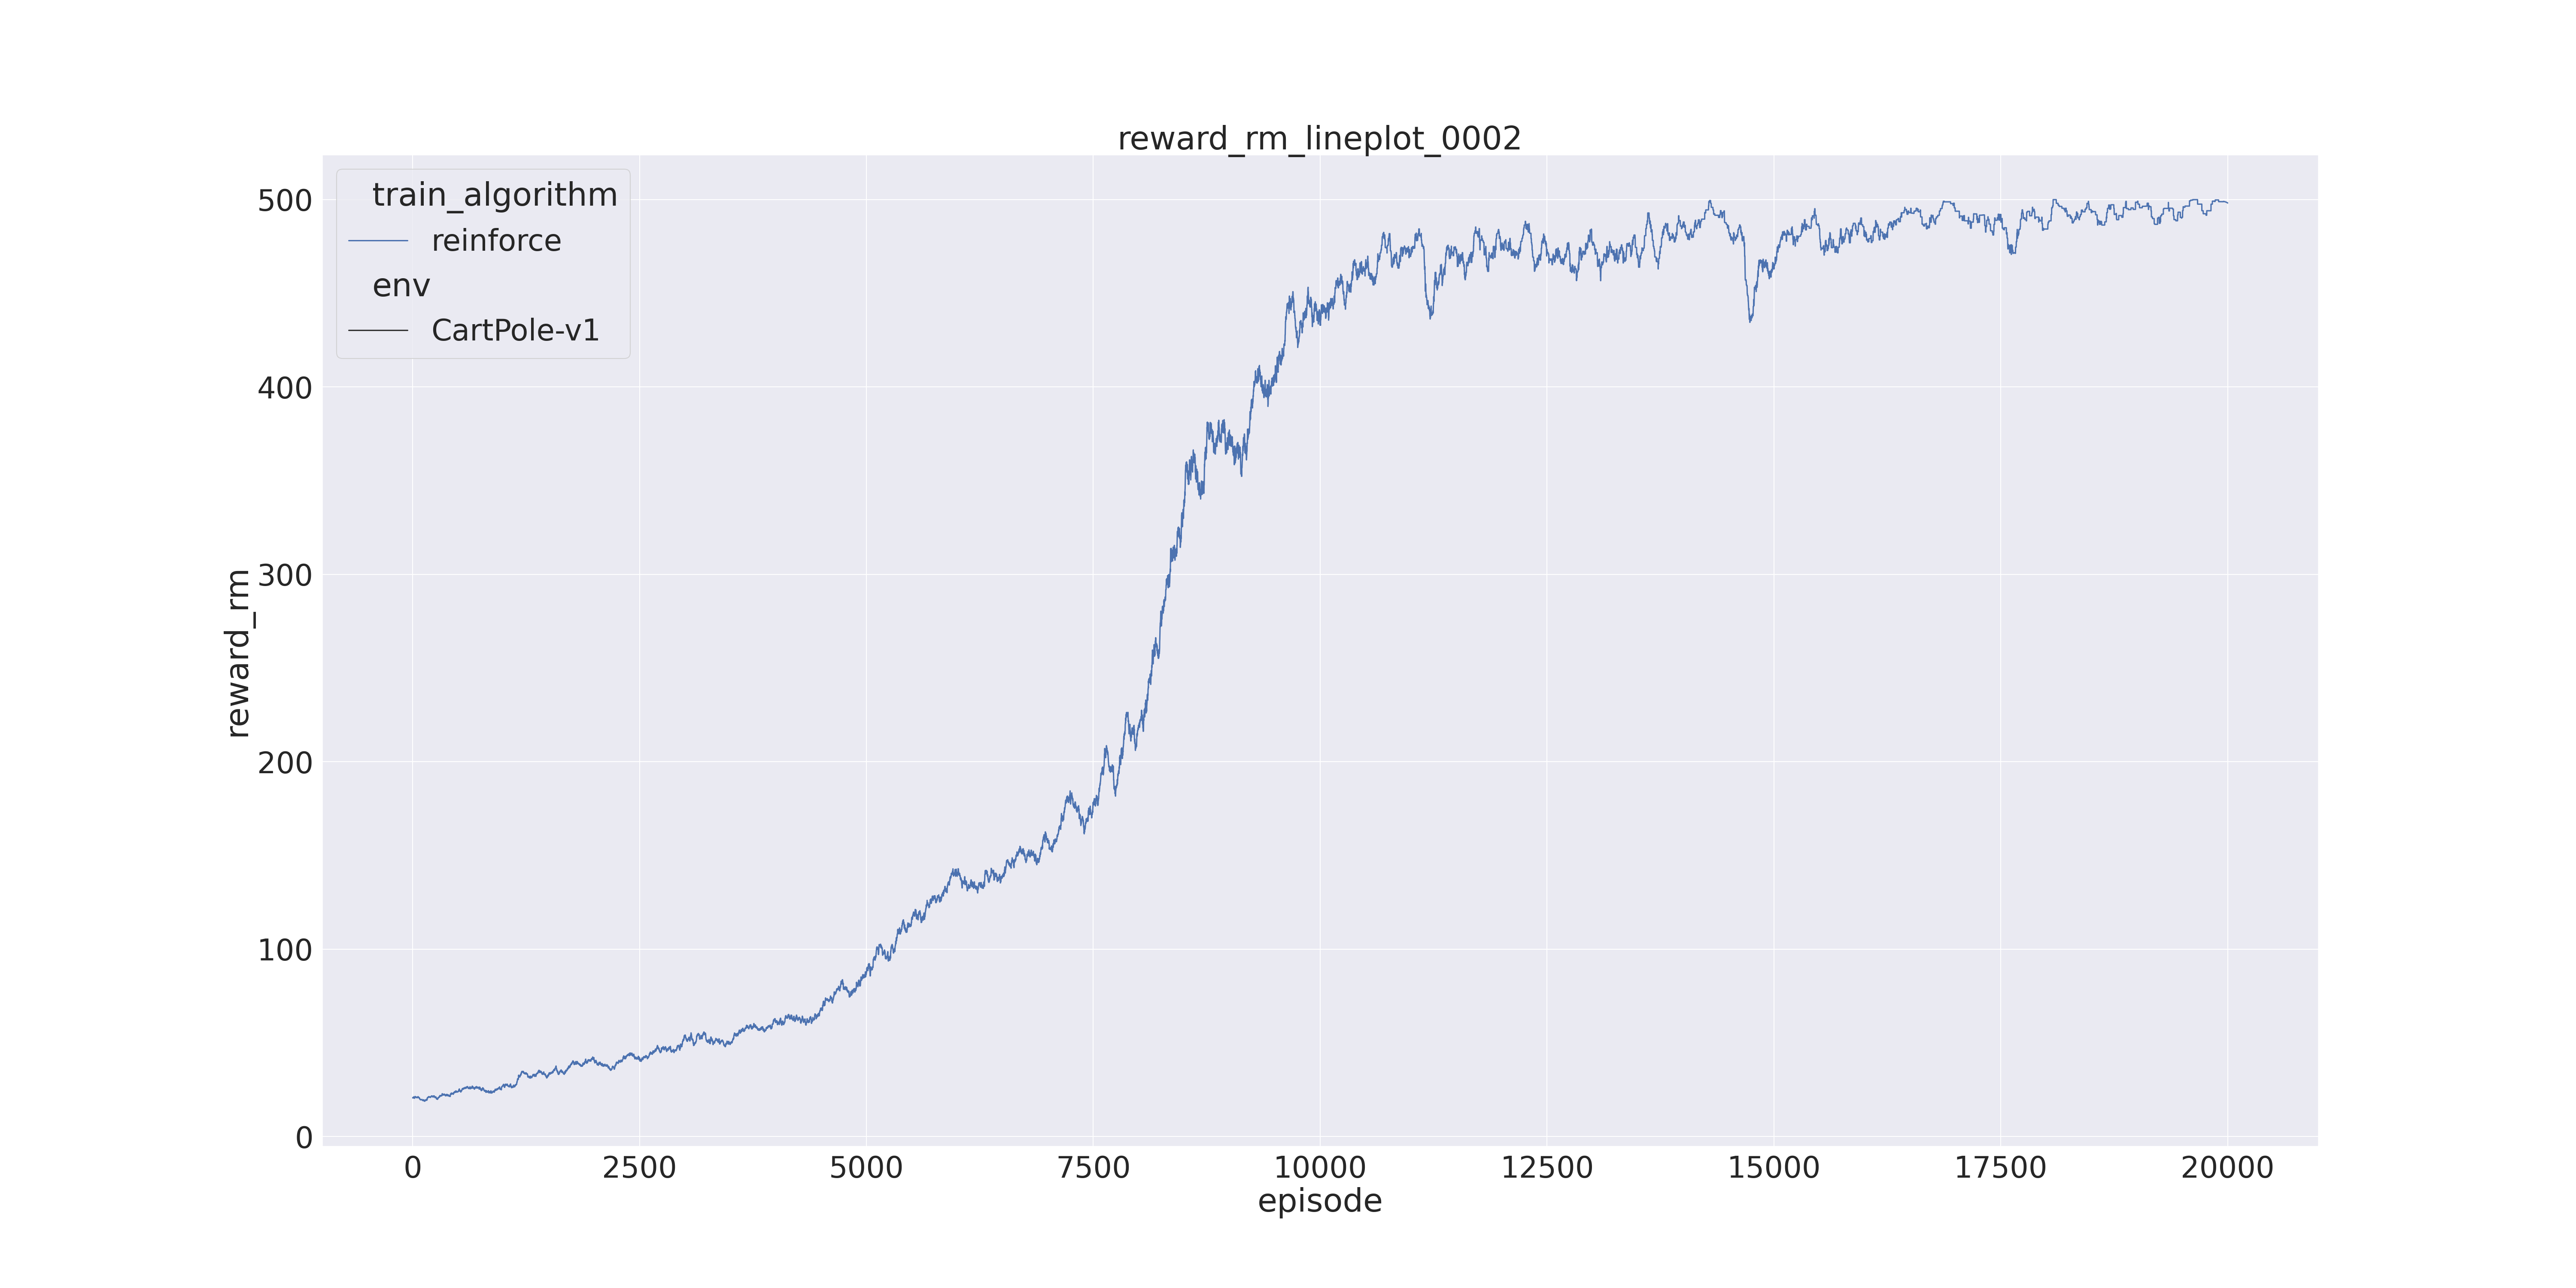 reward_rm_lineplot_0002
train_algorithm
reinforce
env
CartPole-v1
500
400
300
200
100
0
reward_rm
0 2500 5000 7500 10000 12500 15000 17500 20000
episode